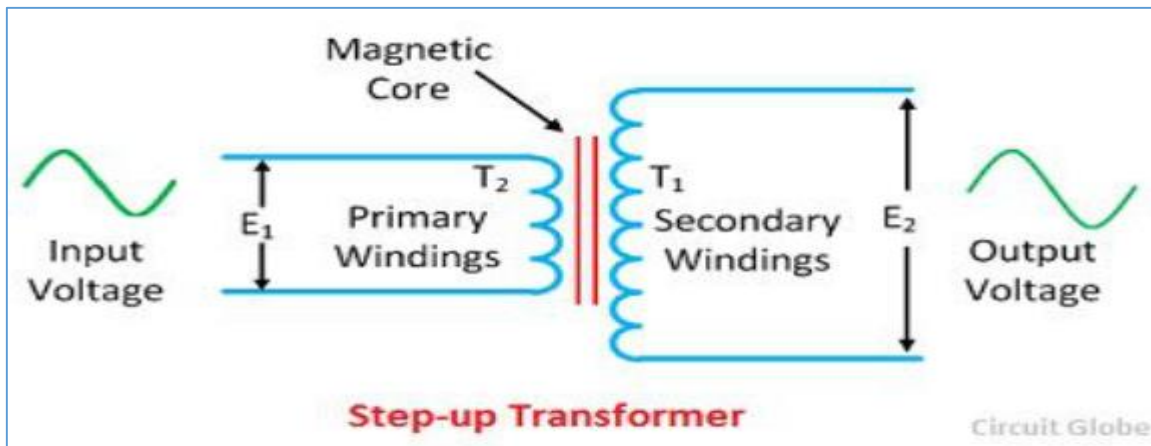 Magnetic
Core
Input
Voltage
E₁
T₂
Primary
Windings
T₁
Secondary
Windings
E₂
Output
Voltage
Step-up Transformer
Circuit Globe